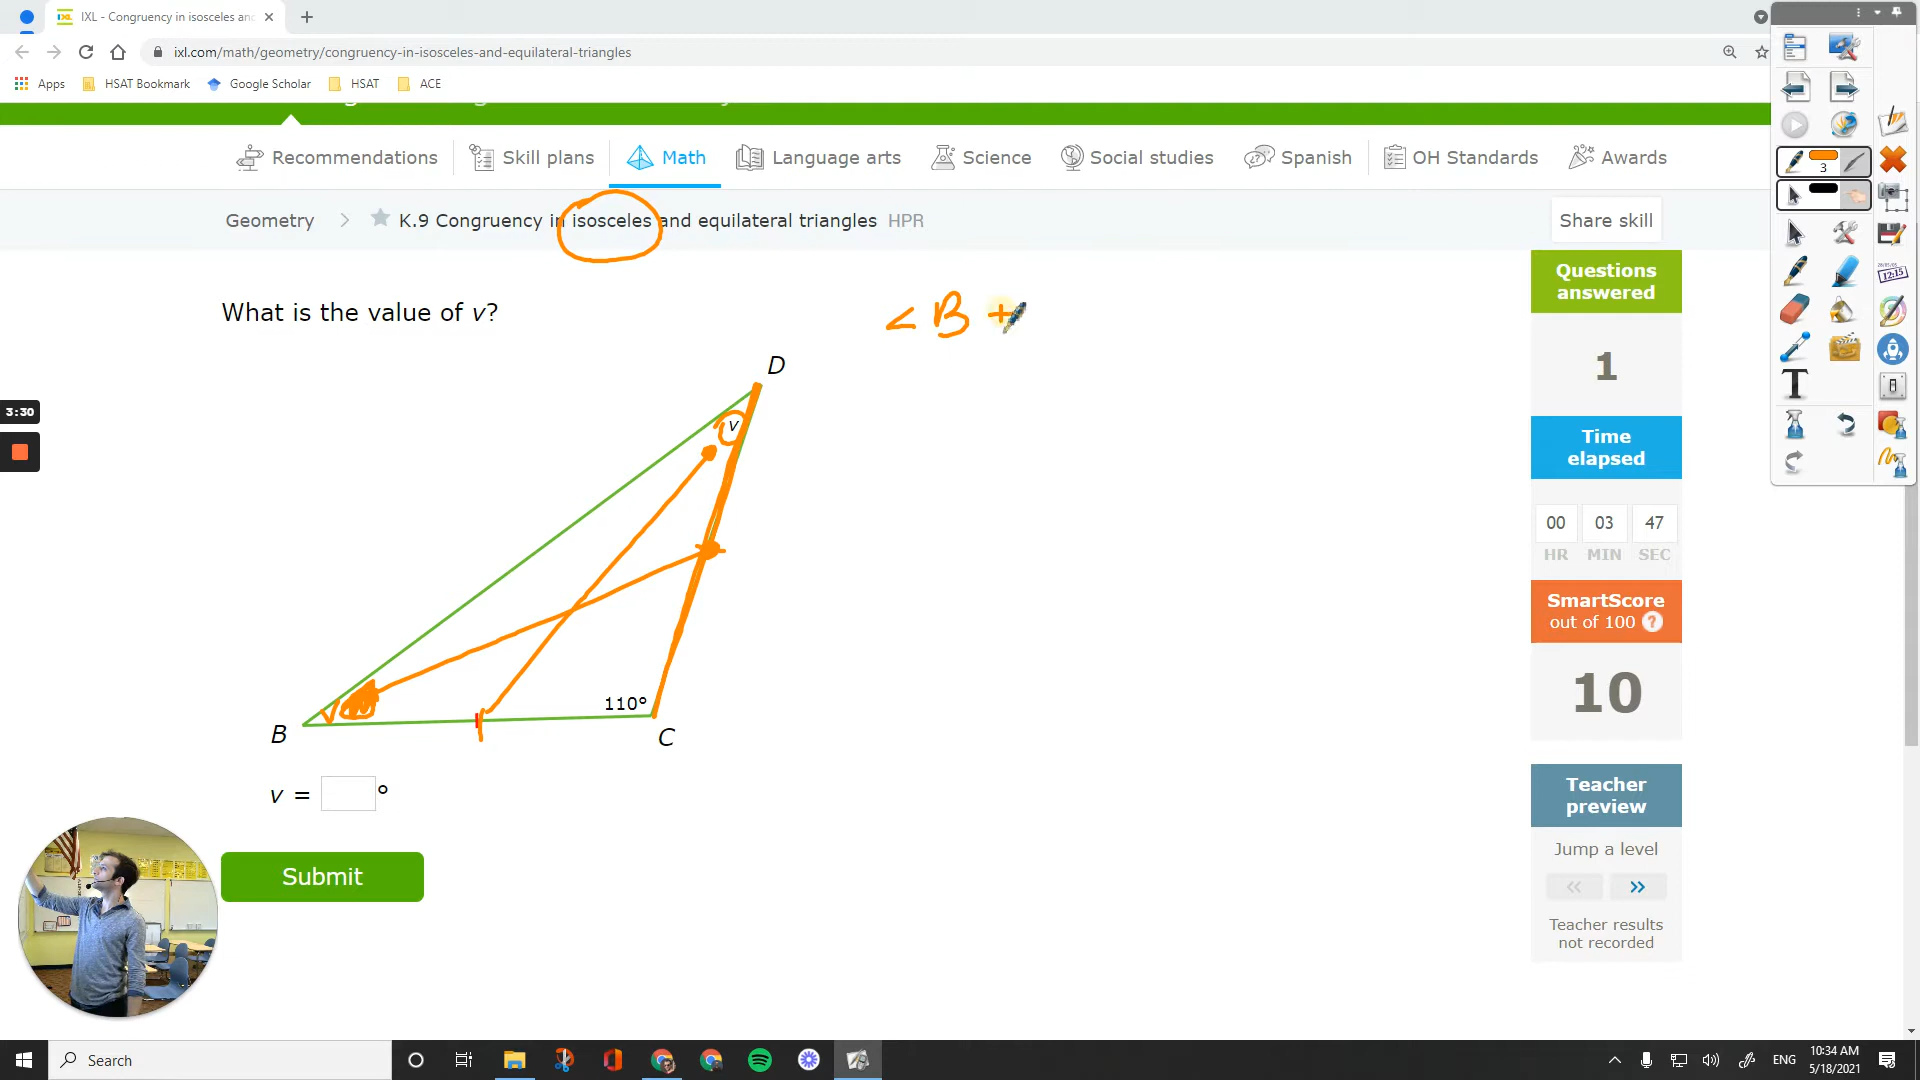 IXL - Congruency in isosceles and
ixl.com/math/geometry/congruency-in-isosceles-and-equilateral-triangles
Apps HSAT Bookmark Google Scholar HSAT ACE
Recommendations Skill plans Math Language arts Science Social studies Spanish OH Standards Awards
Geometry > K.9 Congruency in isosceles and equilateral triangles HPR
Share skill
What is the value of v?
< B +
D
v
v
110°
B
C
v = °
Submit
Questions
answered
1
Time
elapsed
00 03 47
HR MIN SEC
SmartScore
out of 100 ?
10
Teacher
preview
Jump a level
<< >>
Teacher results
not recorded
3:30
3
12:15
T
Search
ENG
10:34 AM
5/18/2021